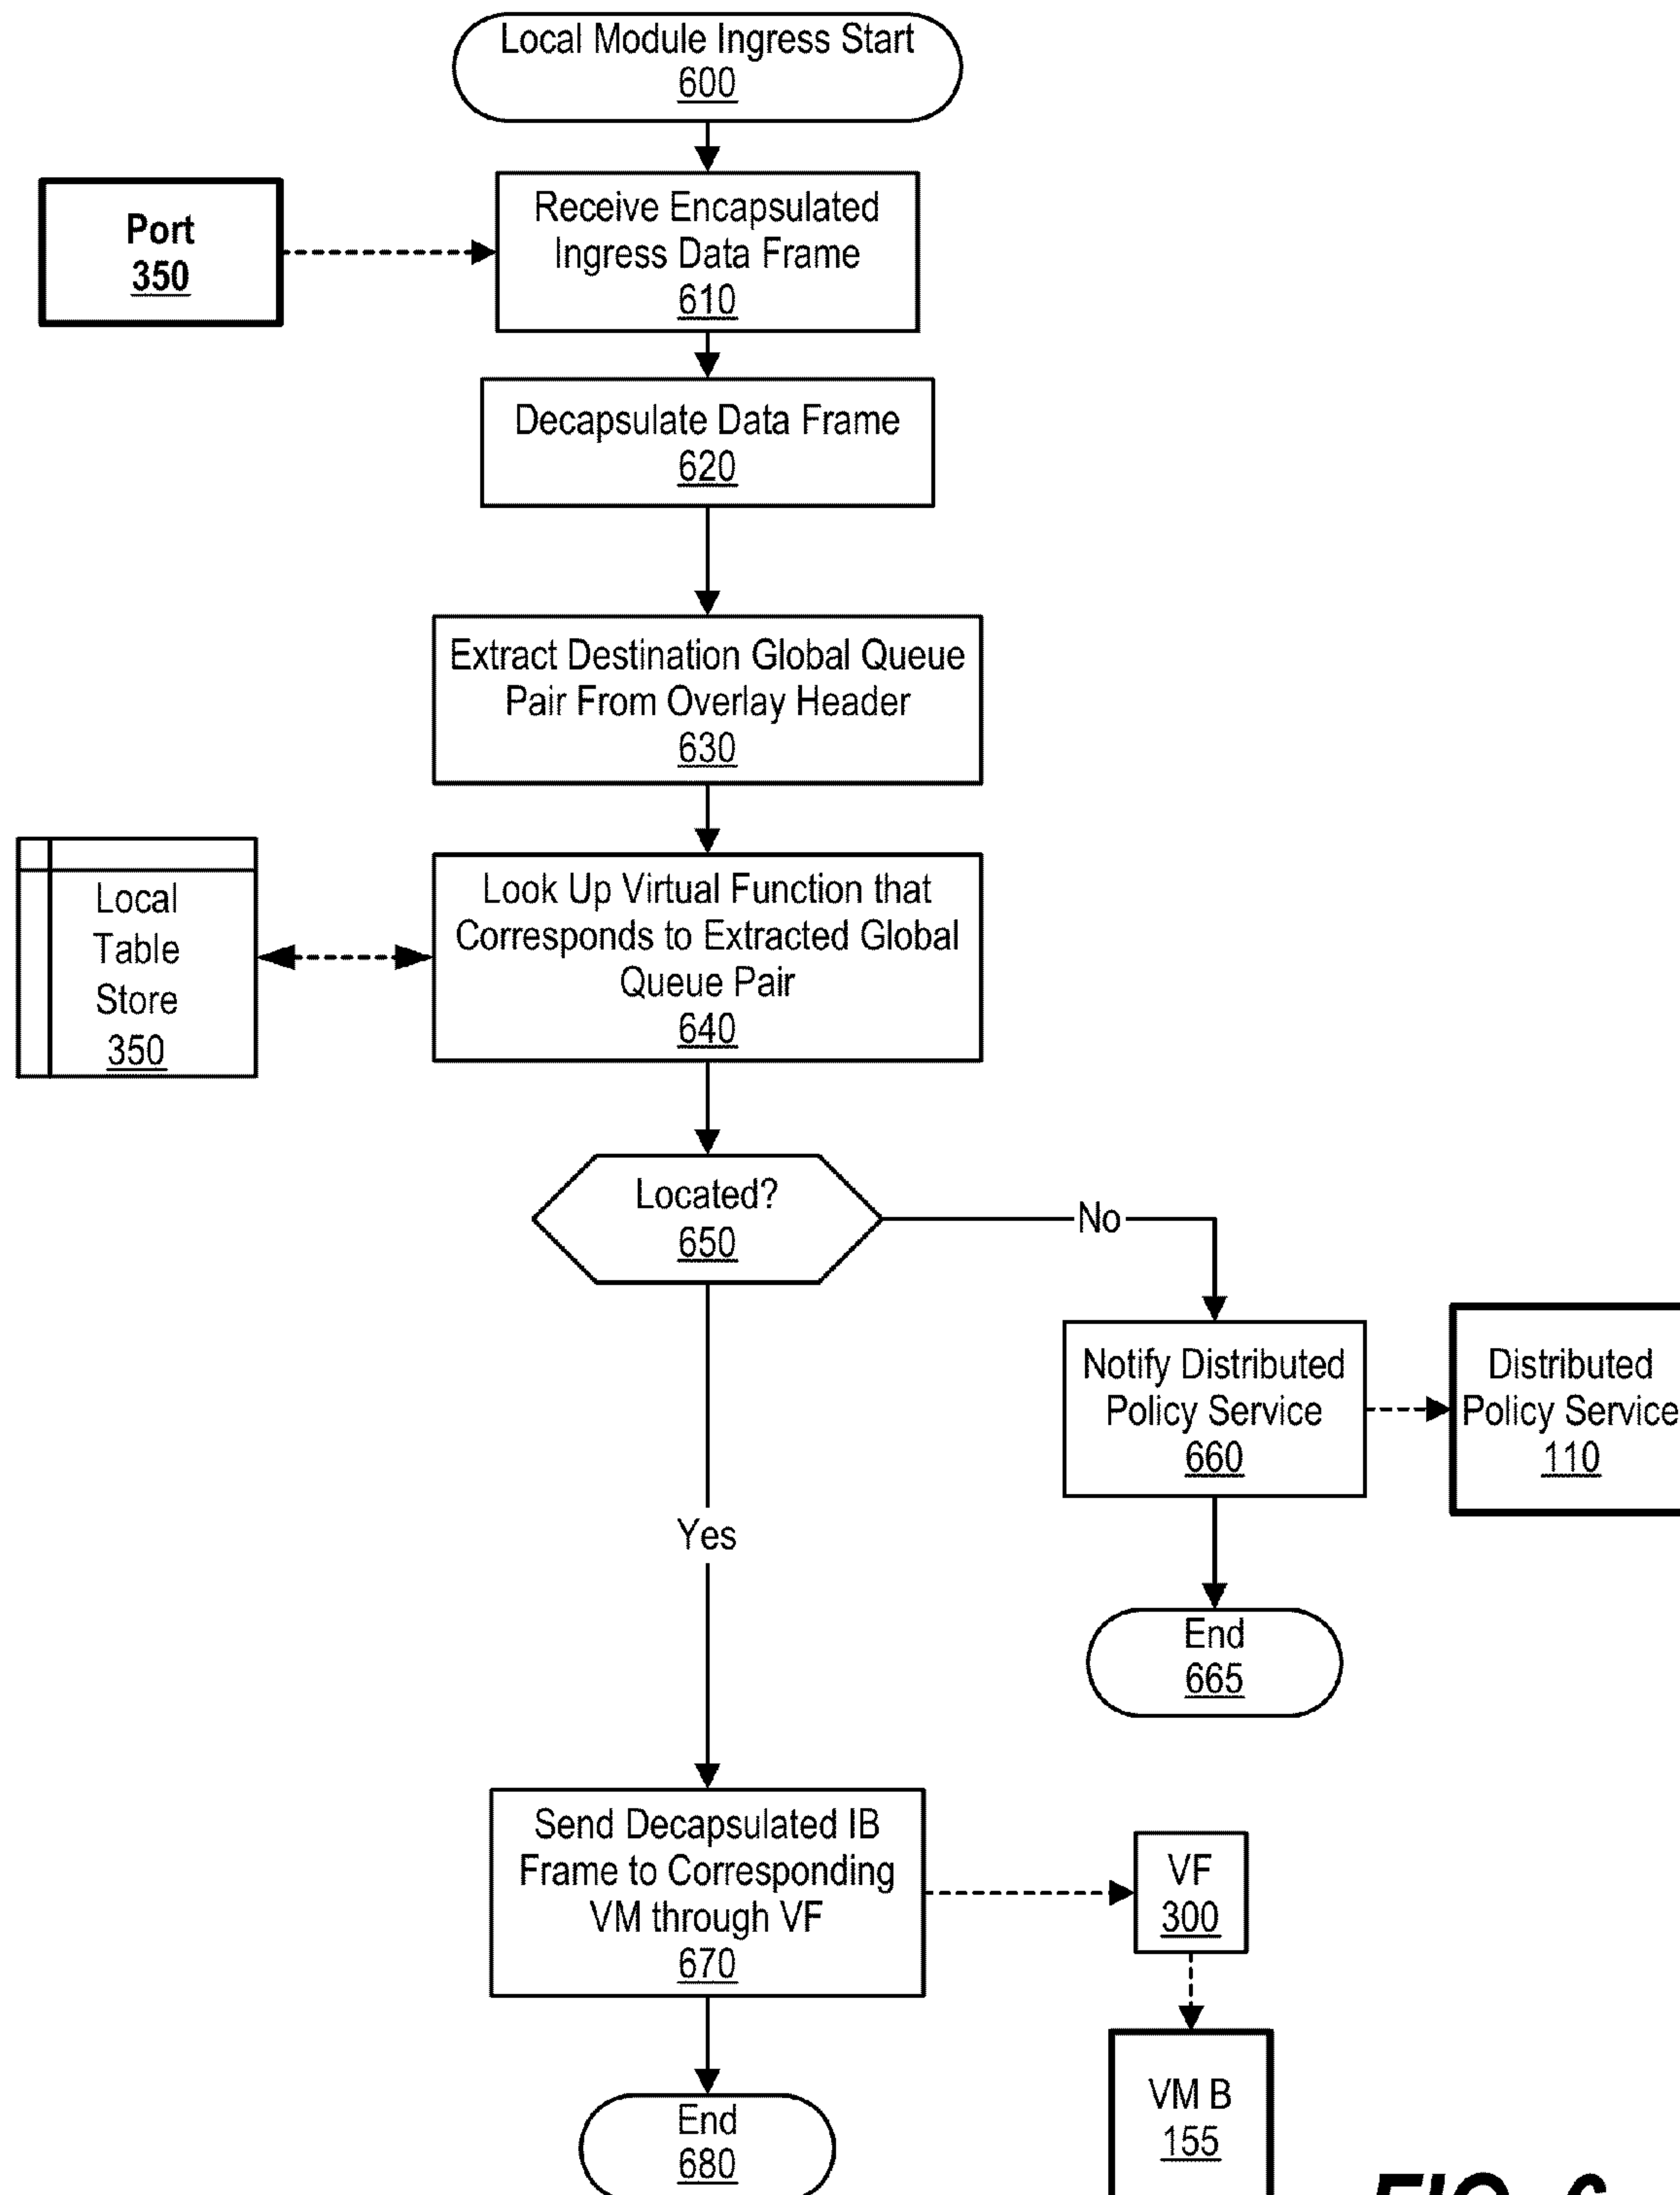 Local Module Ingress Start
600
Port
350
Receive Encapsulated
Ingress Data Frame
610
Decapsulate Data Frame
620
Extract Destination Global Queue
Pair From Overlay Header
630
Local
Table
Store
350
Look Up Virtual Function that
Corresponds to Extracted Global
Queue Pair
640
Located?
650
No
Notify Distributed
Policy Service
660
Distributed
Policy Service
110
Yes
End
665
Send Decapsulated IB
Frame to Corresponding
VM through VF
670
VF
300
End
680
VM B
155
FIG. 6